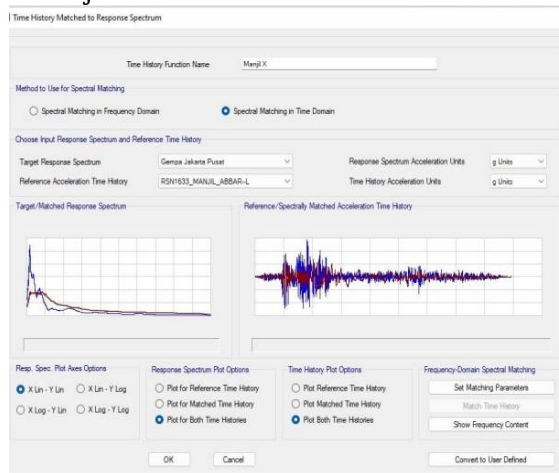 Time History Matched to Response Spectrum
Time History Function Name Manjil X
Method to Use for Spectral Matching
Spectral Matching in Frequency Domain Spectral Matching in Time Domain
Choose Input Response Spectrum and Reference Time History
Target Response Spectrum Gempa Jakarta Pusat Response Spectrum Acceleration Units g Units
Reference Acceleration Time History RSN1633_MANJIL_ABBAR--L Time History Acceleration Units g Units
Target/Matched Response Spectrum Reference/Spectrally Matched Acceleration Time History
Resp. Spec. Plot Axes Options Response Spectrum Plot Options Time History Plot Options Frequency-Domain Spectral Matching
X Lin - Y Lin X Lin - Y Log Plot for Reference Time History Plot Reference Time History Set Matching Parameters
X Log - Y Lin X Log - Y Log Plot for Matched Time History Plot Matched Time History Match Time History
Plot for Both Time Histories Plot Both Time Histories Show Frequency Content
OK Cancel Convert to User Defined